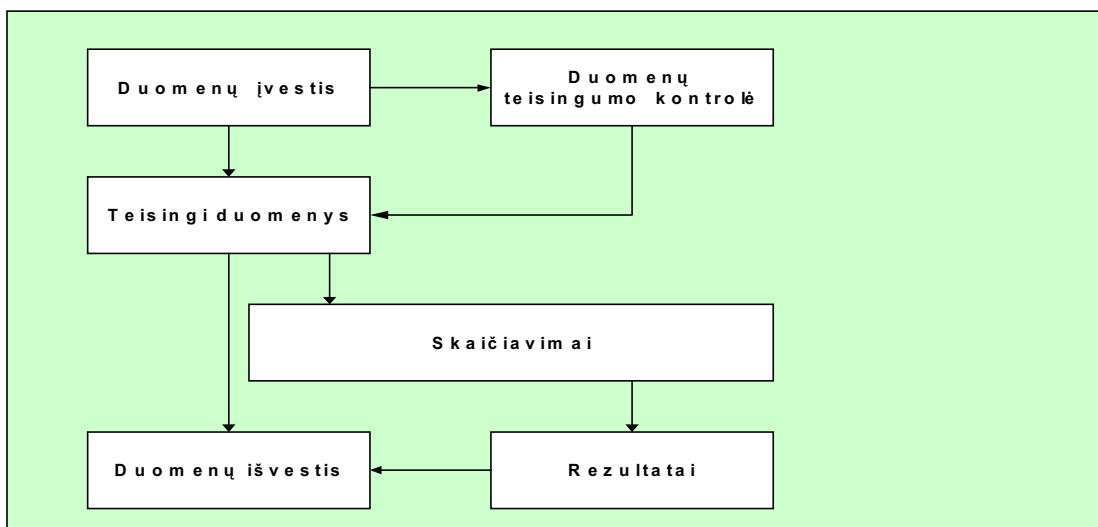 Duomenų įvestis
Duomenų
teisingumo kontrolė
Teisingi duomenys
Skaičiavimai
Duomenų išvestis
Rezultatai